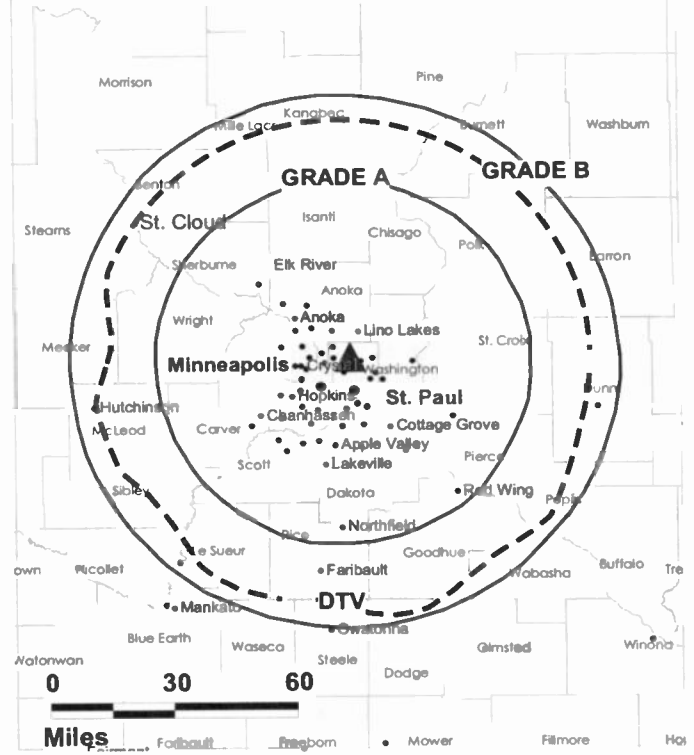 Morrison
Pine
Kanabec
Mille Lacs
Burnett
Washburn
GRADE A
GRADE B
Benton
Isanti
St. Cloud
Stearns
Chisago
Polk
Barron
Sherburne
Elk River
Anoka
Wright
Anoka
Lino Lakes
St. Croix
Meeker
Minneapolis
Crystal
Washington
Dunn
Hopkins
St. Paul
Hutchinson
Chanhassen
McLeod
Carver
Cottage Grove
Apple Valley
Scott
Lakeville
Pierce
Sibley
Dakota
Red Wing
Pepin
Rice
Northfield
Le Sueur
Goodhue
own
Nicollet
Faribault
Wabasha
Buffalo
Tre
DTV
Mankato
Owatonna
Blue Earth
Waseca
Olmsted
Winona
Watonwan
Steele
Dodge
0 30 60
Miles
Faribault
Freeborn
Mower
Fillmore